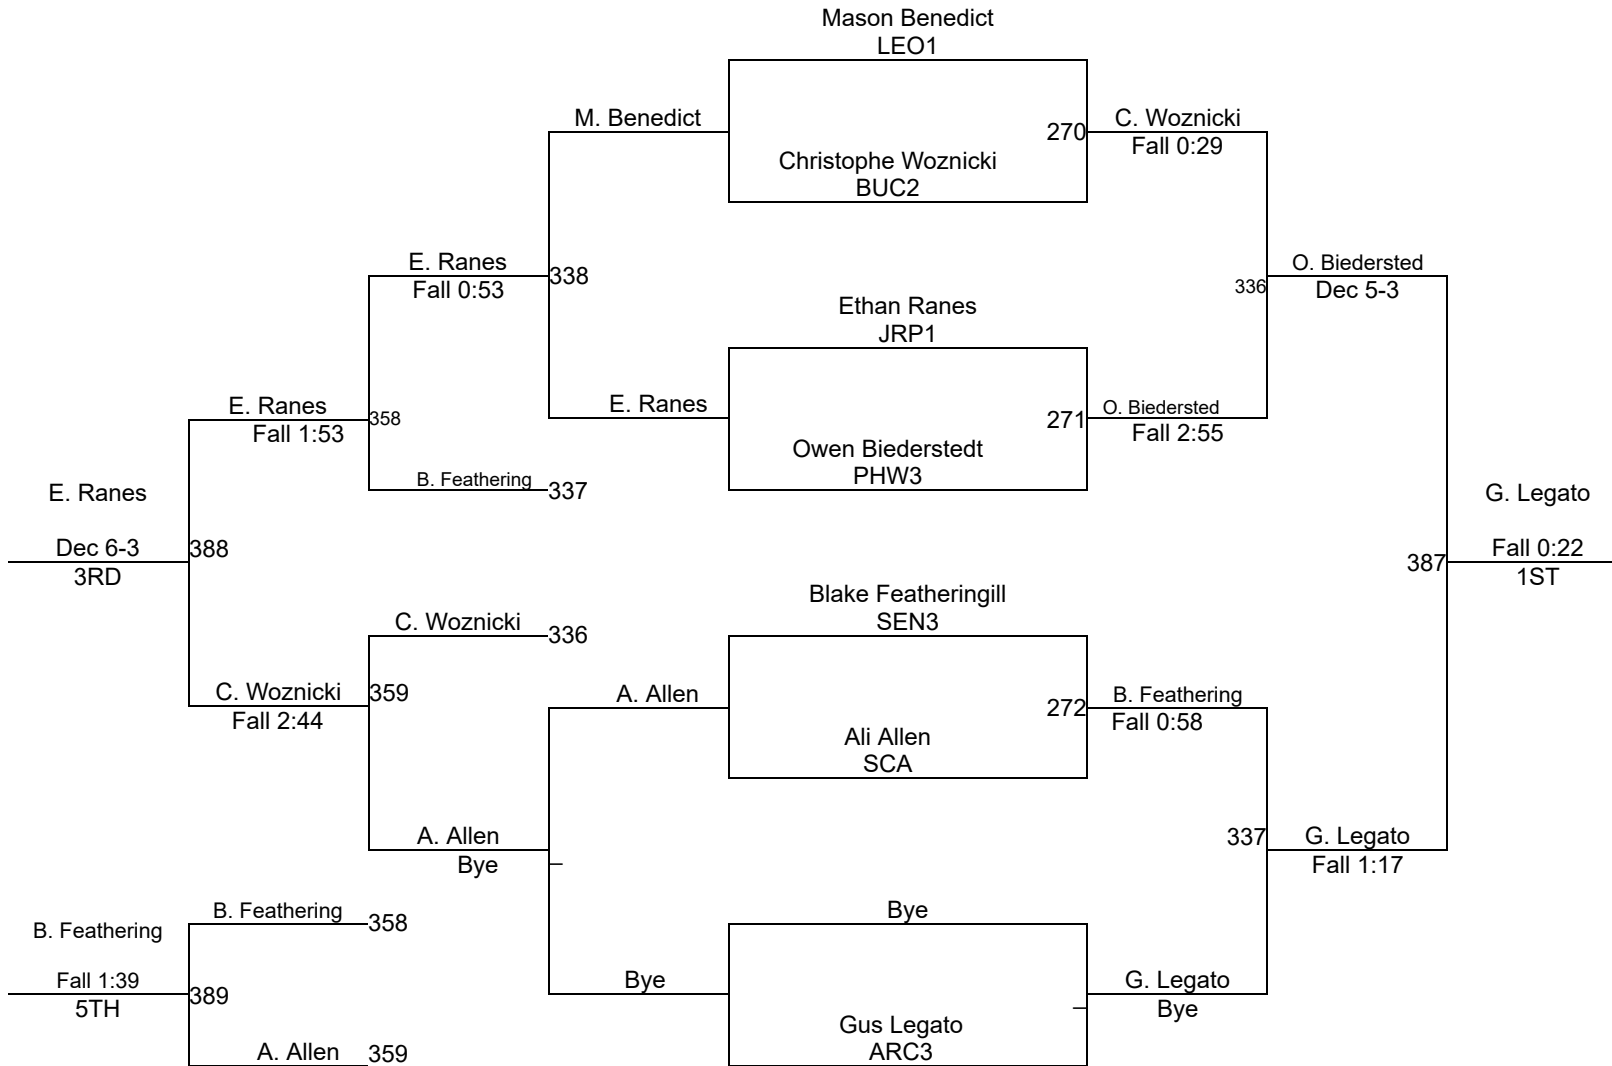 Mason Benedict
LEO1
M. Benedict
270
C. Woznicki
Fall 0:29
Christophe Woznicki
BUC2
E. Ranes
Fall 0:53
338
336
O. Biedersted
Dec 5-3
Ethan Ranes
JRP1
E. Ranes
Fall 1:53
358
E. Ranes
271
O. Biedersted
Fall 2:55
Owen Biederstedt
PHW3
B. Feathering
337
E. Ranes
Dec 6-3
3RD
388
G. Legato
Fall 0:22
1ST
387
Blake Featheringill
SEN3
C. Woznicki
336
C. Woznicki
Fall 2:44
359
A. Allen
272
B. Feathering
Fall 0:58
Ali Allen
SCA
A. Allen
Bye
337
G. Legato
Fall 1:17
B. Feathering
358
Bye
B. Feathering
Fall 1:39
5TH
389
Bye
G. Legato
Bye
Gus Legato
ARC3
A. Allen
359